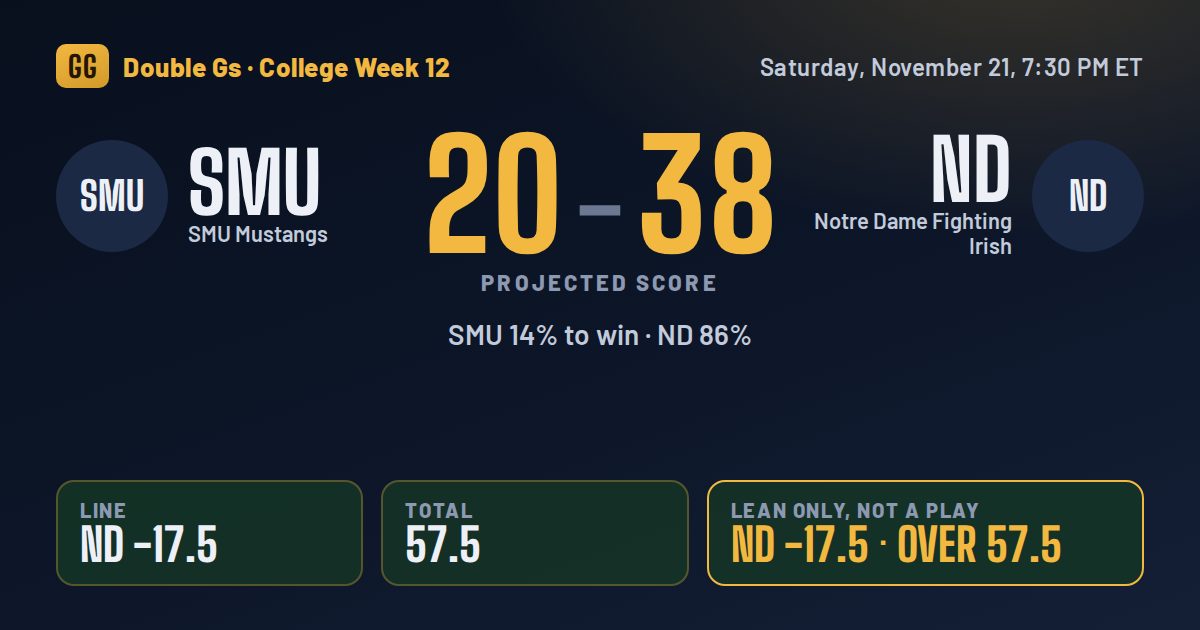 GG
Double Gs · College Week 12
Saturday, November 21, 7:30 PM ET
SMU
SMU
SMU Mustangs
20 – 38
PROJECTED SCORE
SMU 14% to win · ND 86%
ND
Notre Dame Fighting
Irish
ND
LINE
ND -17.5
TOTAL
57.5
LEAN ONLY, NOT A PLAY
ND -17.5 · OVER 57.5